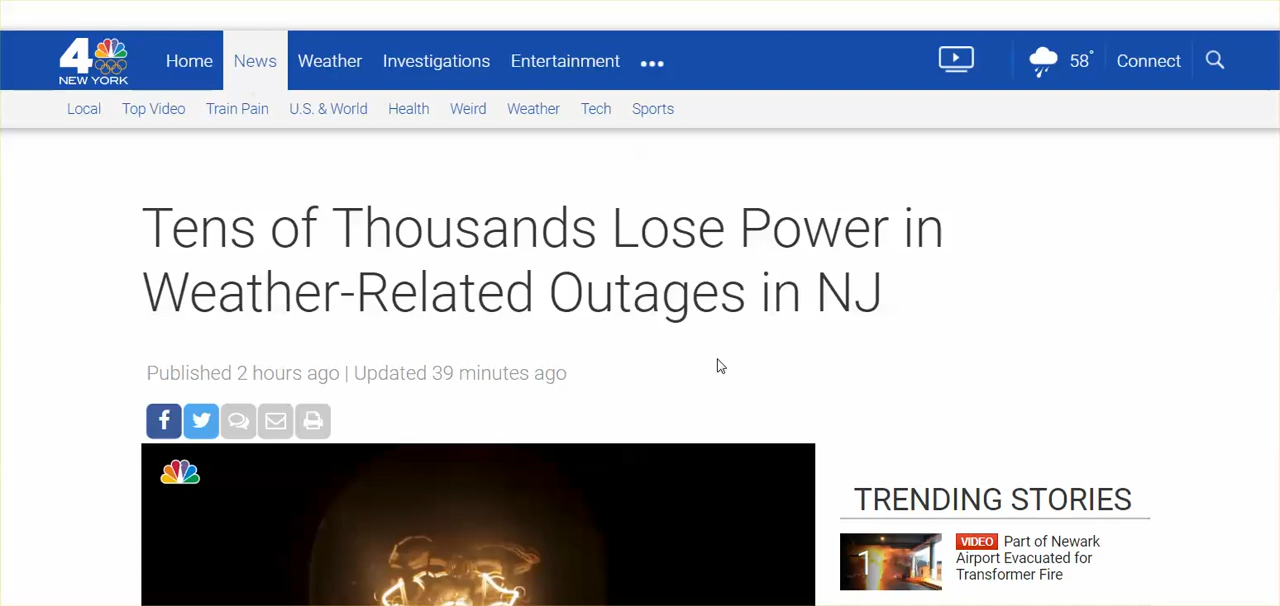 4
NEW YORK
Home News Weather Investigations Entertainment ••• 58° Connect
Local Top Video Train Pain U.S. & World Health Weird Weather Tech Sports
Tens of Thousands Lose Power in
Weather-Related Outages in NJ
Published 2 hours ago | Updated 39 minutes ago
TRENDING STORIES
VIDEO Part of Newark
Airport Evacuated for
Transformer Fire